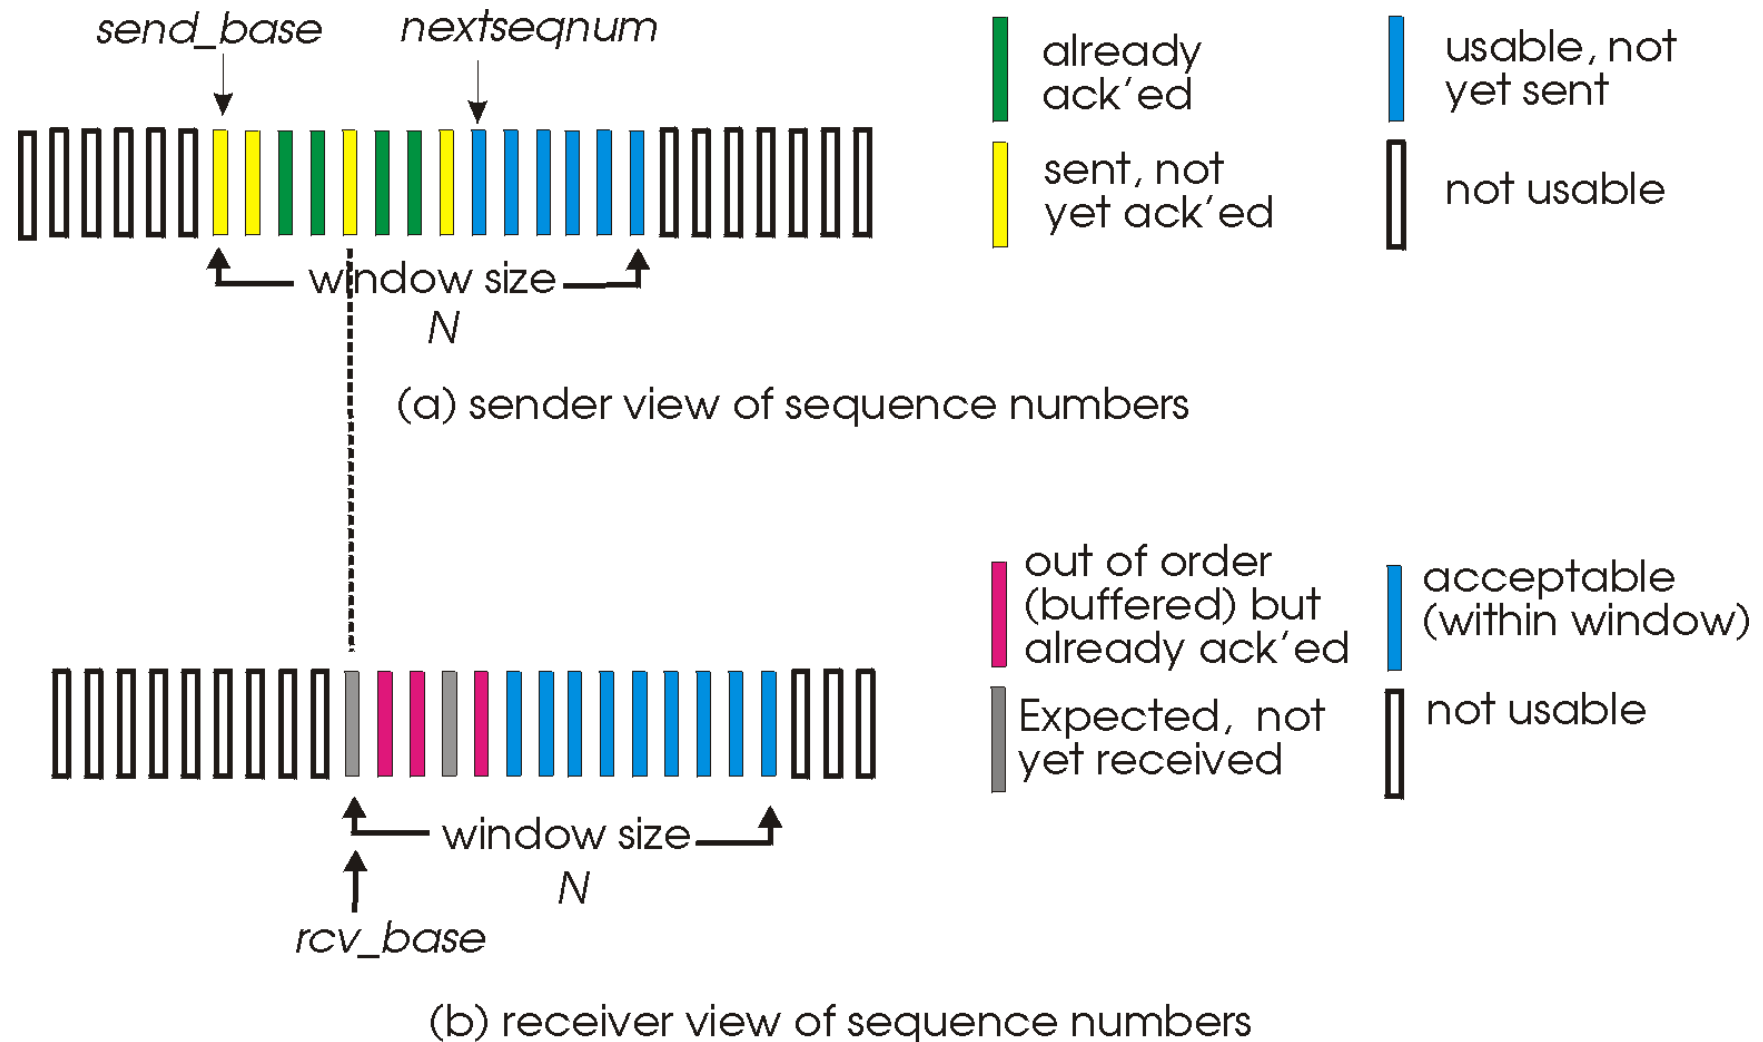 send_base
nextseqnum
already
ack'ed
usable, not
yet sent
sent, not
yet ack'ed
not usable
window size
N
(a) sender view of sequence numbers
out of order
(buffered) but
already ack'ed
acceptable
(within window)
Expected, not
yet received
not usable
window size
N
rcv_base
(b) receiver view of sequence numbers